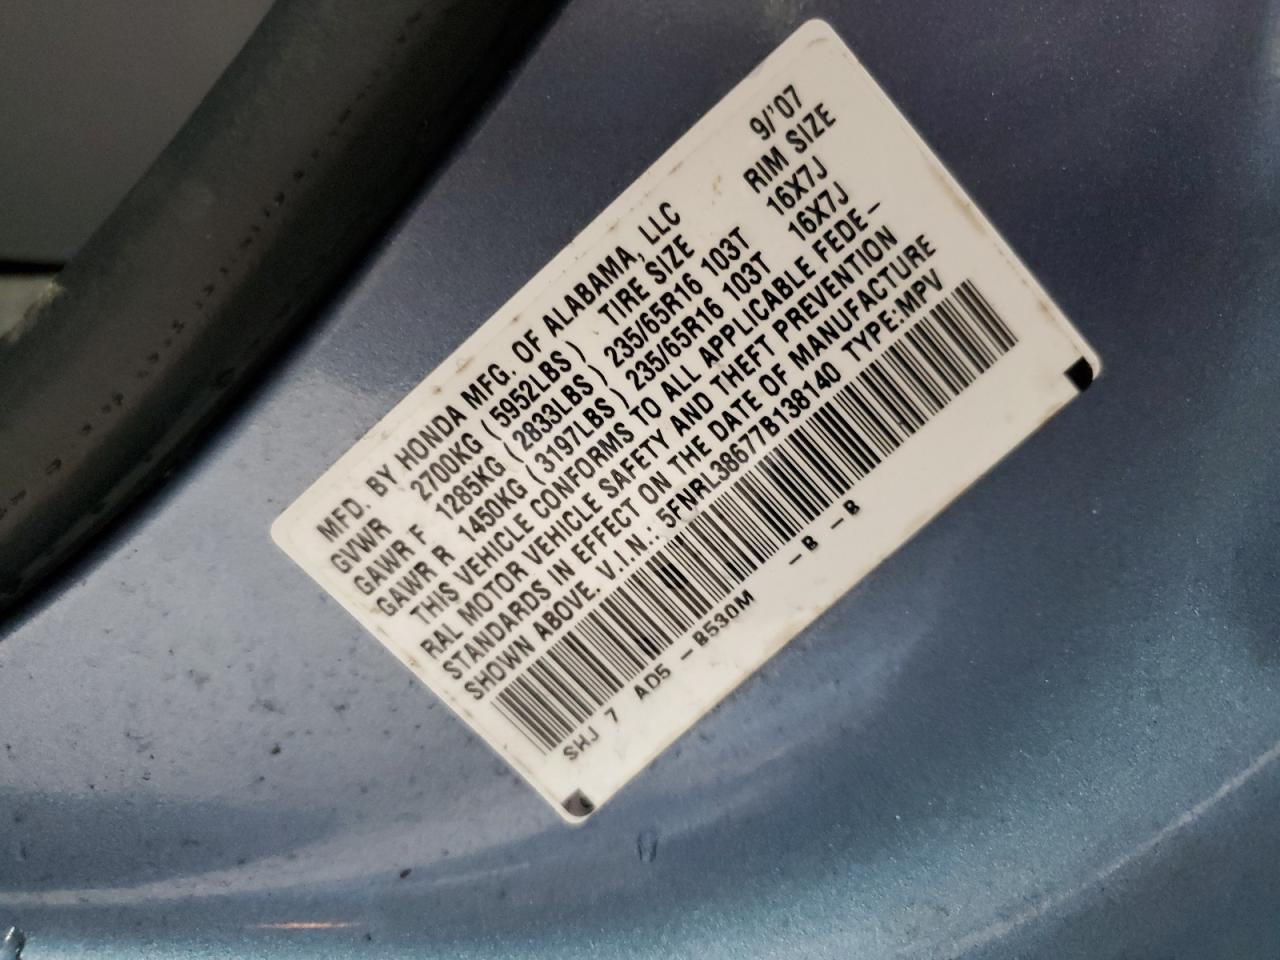 MFD. BY HONDA MFG. OF ALABAMA, LLC 9/'07
GVWR 2700KG (5952LBS) TIRE SIZE RIM SIZE
GAWR F 1285KG (2833LBS) 235/65R16 103T 16X7J
GAWR R 1450KG (3197LBS) 235/65R16 103T 16X7J
THIS VEHICLE CONFORMS TO ALL APPLICABLE FEDE-
RAL MOTOR VEHICLE SAFETY AND THEFT PREVENTION
STANDARDS IN EFFECT ON THE DATE OF MANUFACTURE
SHOWN ABOVE. V.I.N.: 5FNRL38677B138140 TYPE:MPV
SHJ 7 AD5 -B530M -B -B